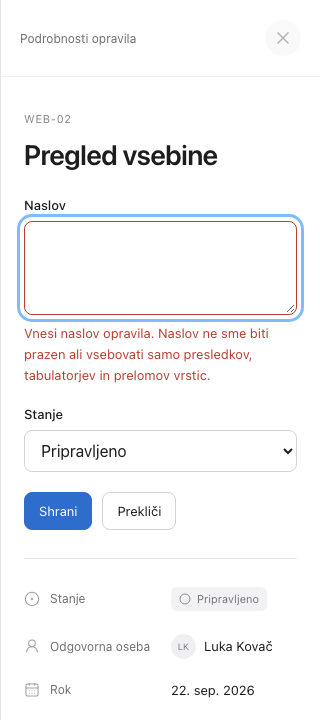 Podrobnosti opravila
WEB-02
Pregled vsebine
Naslov
Vnesi naslov opravila. Naslov ne sme biti
prazen ali vsebovati samo presledkov,
tabulatorjev in prelomov vrstic.
Stanje
Pripravljeno
Shrani Prekliči
Stanje Pripravljeno
Odgovorna oseba LK Luka Kovač
Rok 22. sep. 2026